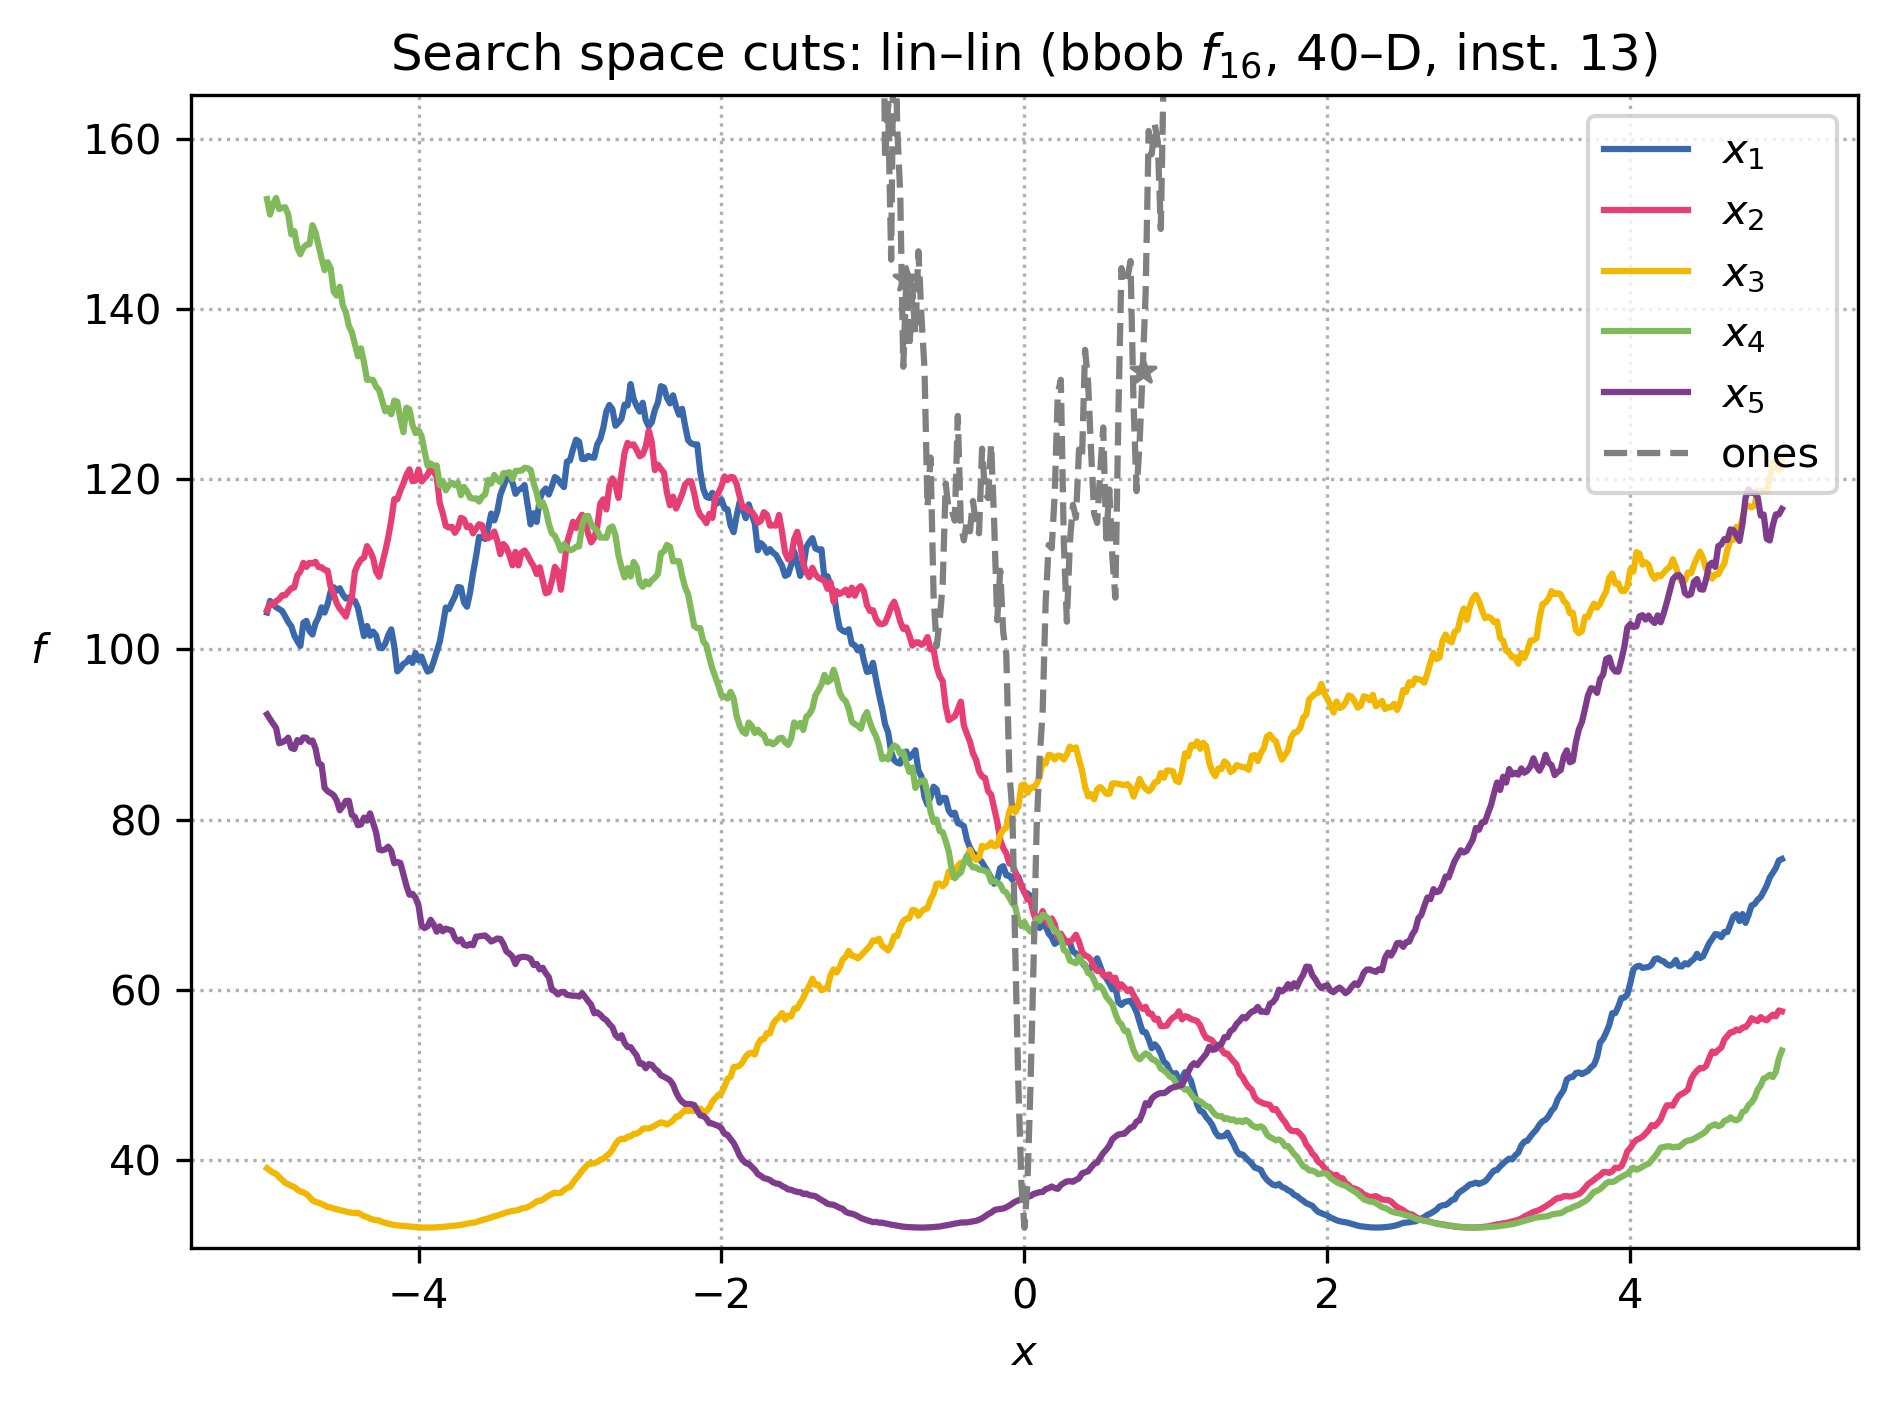 Search space cuts: lin–lin (bbob f16, 40–D, inst. 13)
160
140
120
100
80
60
40
f
−4
−2
0
2
4
x
x1
x2
x3
x4
x5
ones